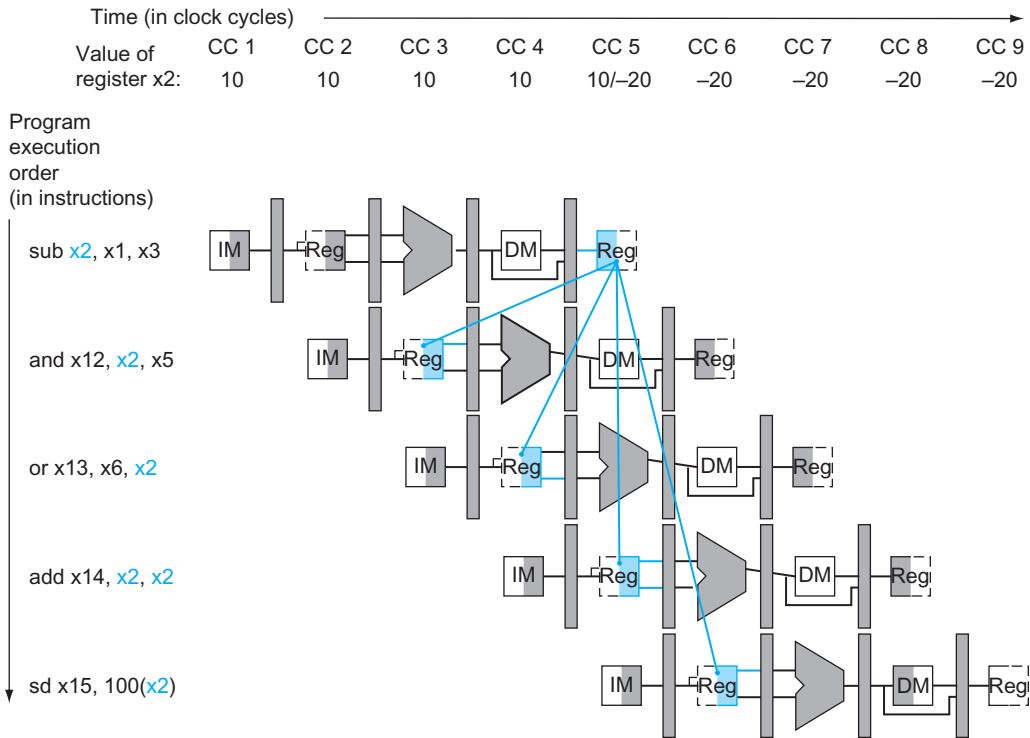 Time (in clock cycles)
Value of register x2:
CC 1 CC 2 CC 3 CC 4 CC 5 CC 6 CC 7 CC 8 CC 9
10 10 10 10 10/–20 –20 –20 –20 –20
Program
execution
order
(in instructions)
sub x2, x1, x3
IM Reg DM Reg
and x12, x2, x5
IM Reg DM Reg
or x13, x6, x2
IM Reg DM Reg
add x14, x2, x2
IM Reg DM Reg
sd x15, 100(x2)
IM Reg DM Reg